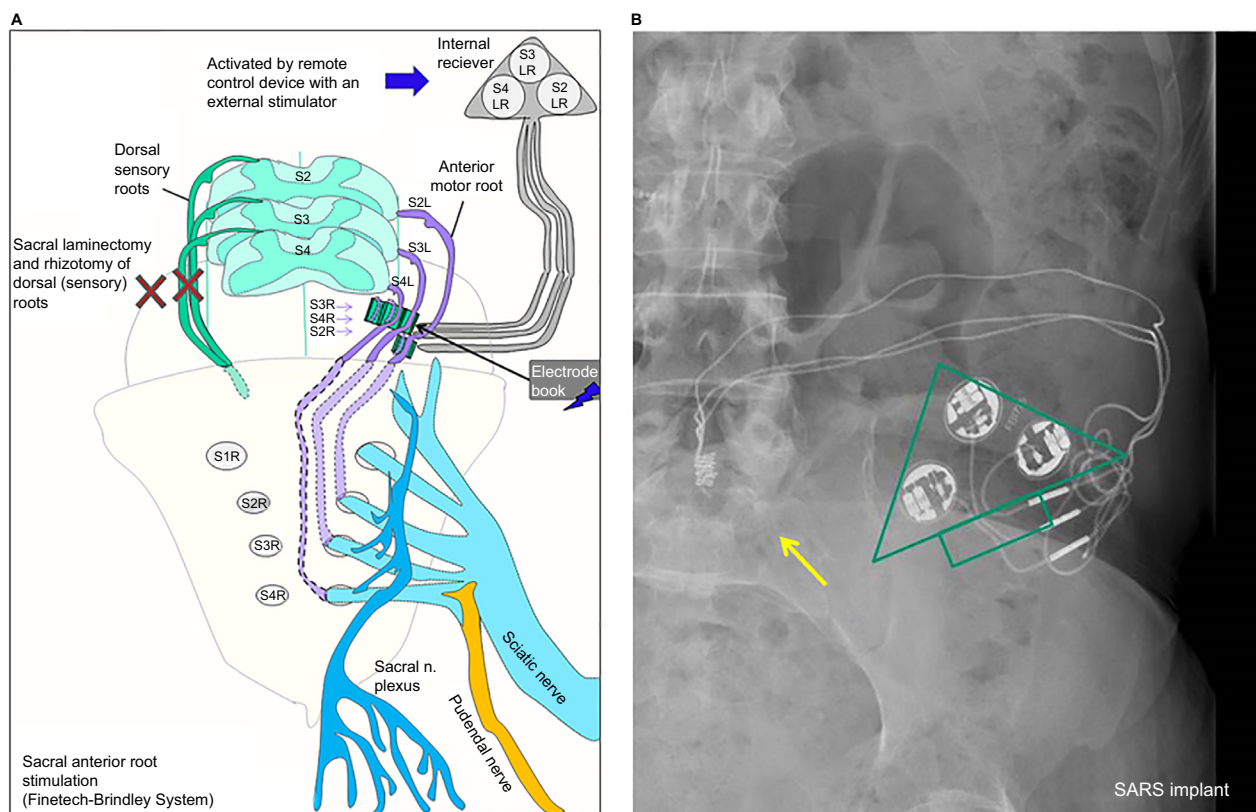 A
Activated by remote
control device with an
external stimulator
Internal
reciever
S3
LR
S4
LR
S2
LR
Dorsal
sensory
roots
Anterior
motor root
S2
S3
S4
S2L
S3L
S4L
Sacral laminectomy
and rhizotomy of
dorsal (sensory)
roots
S3R
S4R
S2R
Electrode
book
S1R
S2R
S3R
S4R
Sciatic nerve
Sacral n.
plexus
Pudendal nerve
Sacral anterior root
stimulation
(Finetech-Brindley System)
B
SARS implant